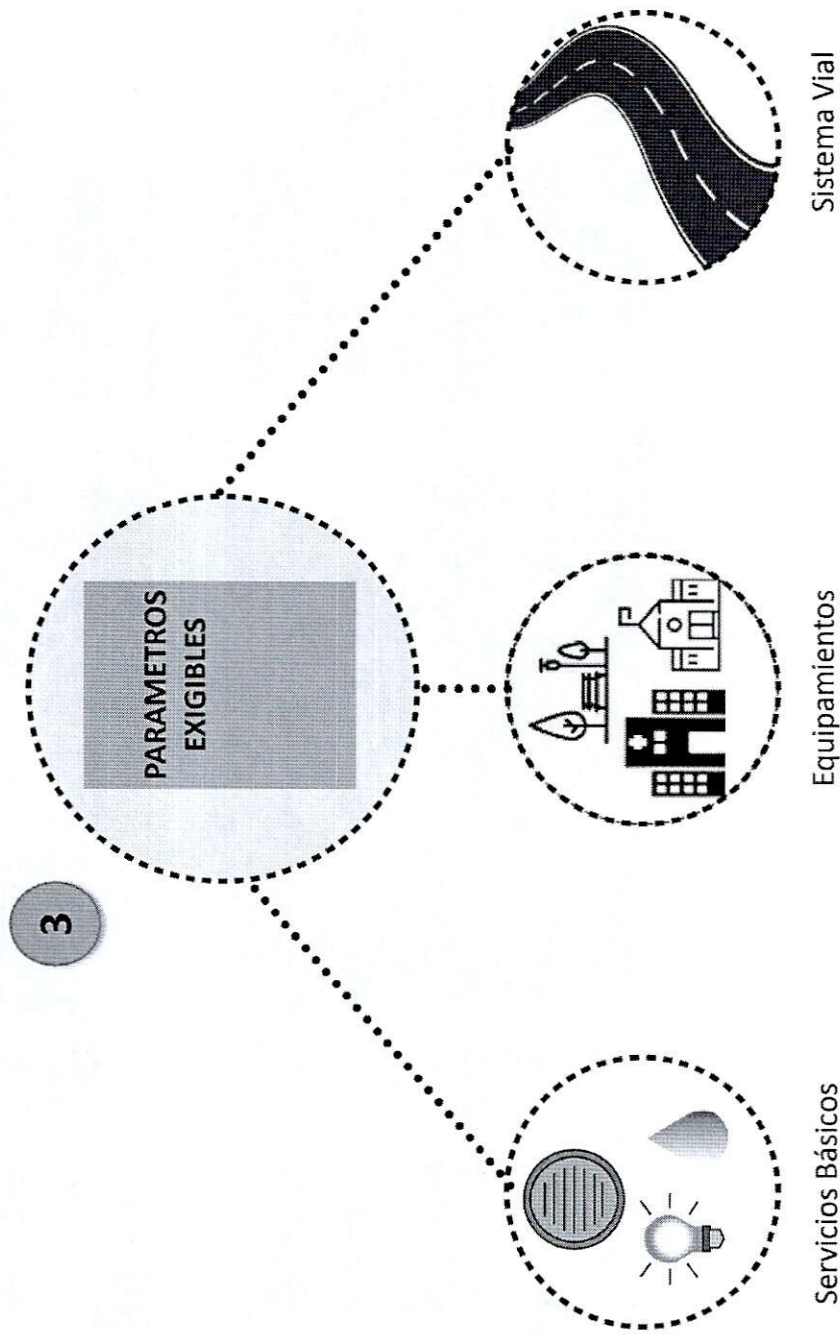 3
PARAMETROS
EXIGIBLES
Servicios Básicos
Equipamientos
Sistema Vial